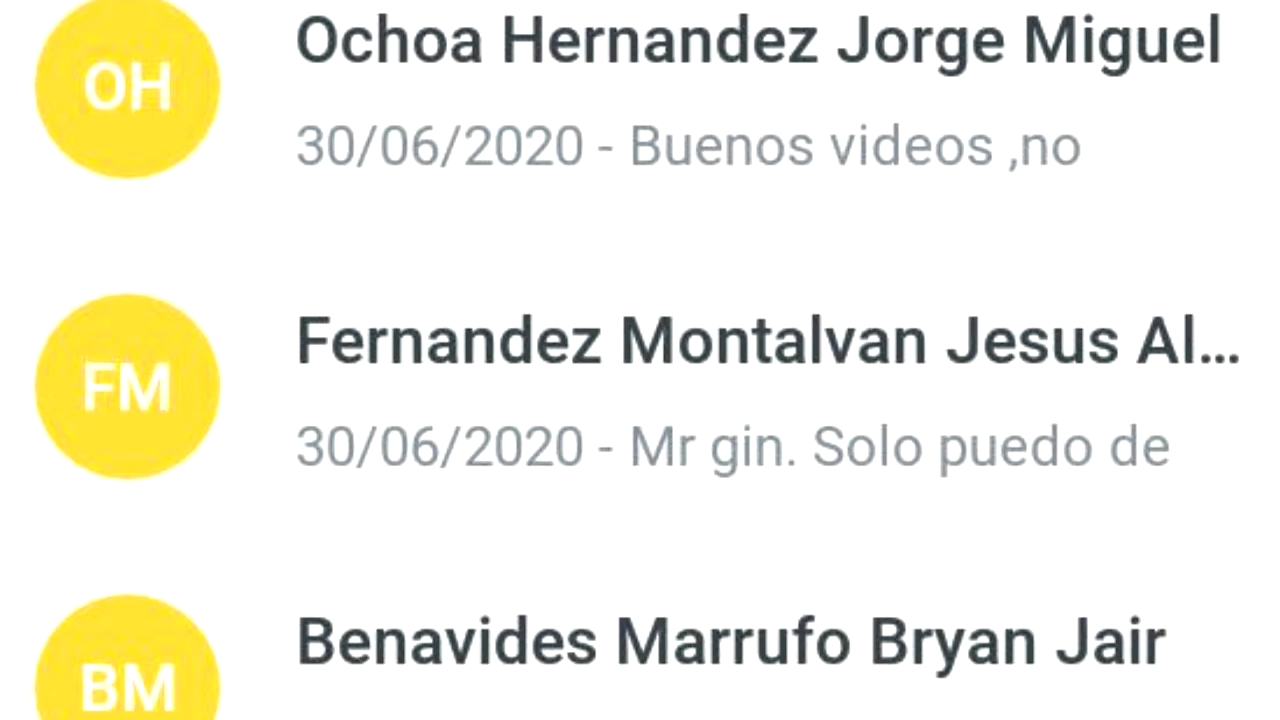 OH
Ochoa Hernandez Jorge Miguel
30/06/2020 - Buenos videos ,no
FM
Fernandez Montalvan Jesus Al...
30/06/2020 - Mr gin. Solo puedo de
BM
Benavides Marrufo Bryan Jair